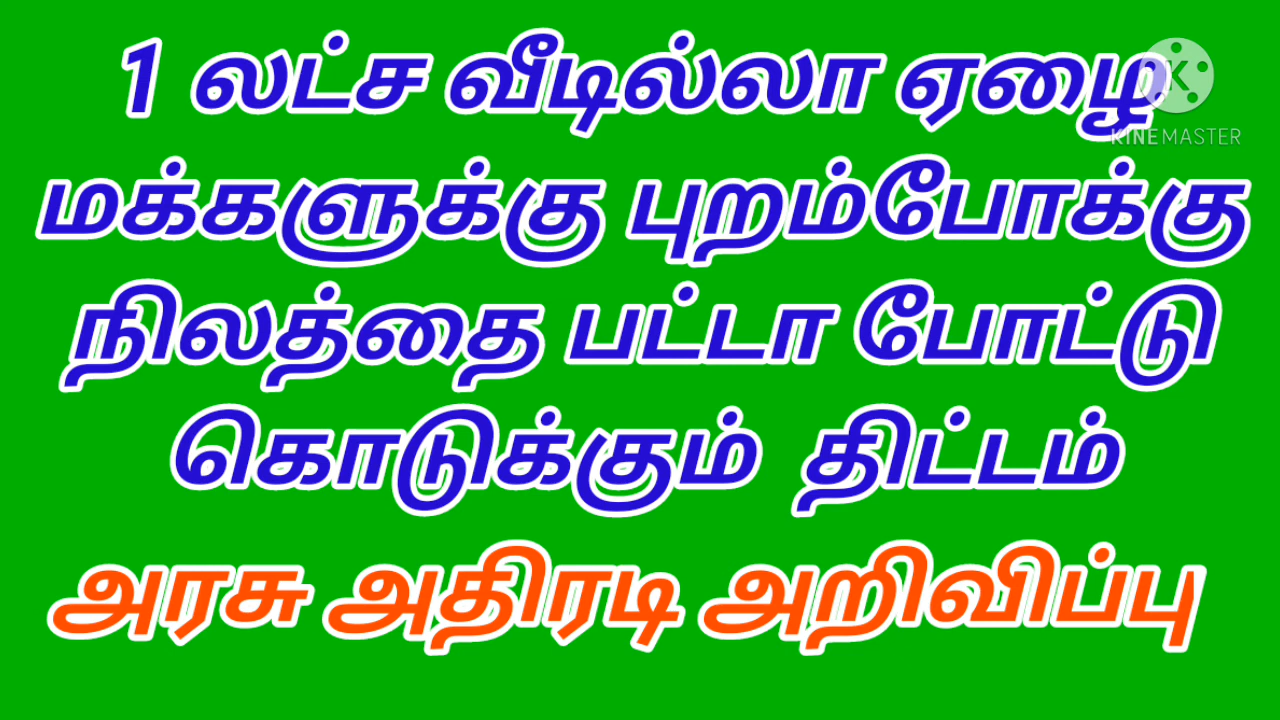 1 லட்ச வீடில்லா ஏழை
KINEMASTER
மக்களுக்கு புறம்போக்கு
நிலத்தை பட்டா போட்டு
கொடுக்கும் திட்டம்
அரசு அதிரடி அறிவிப்பு